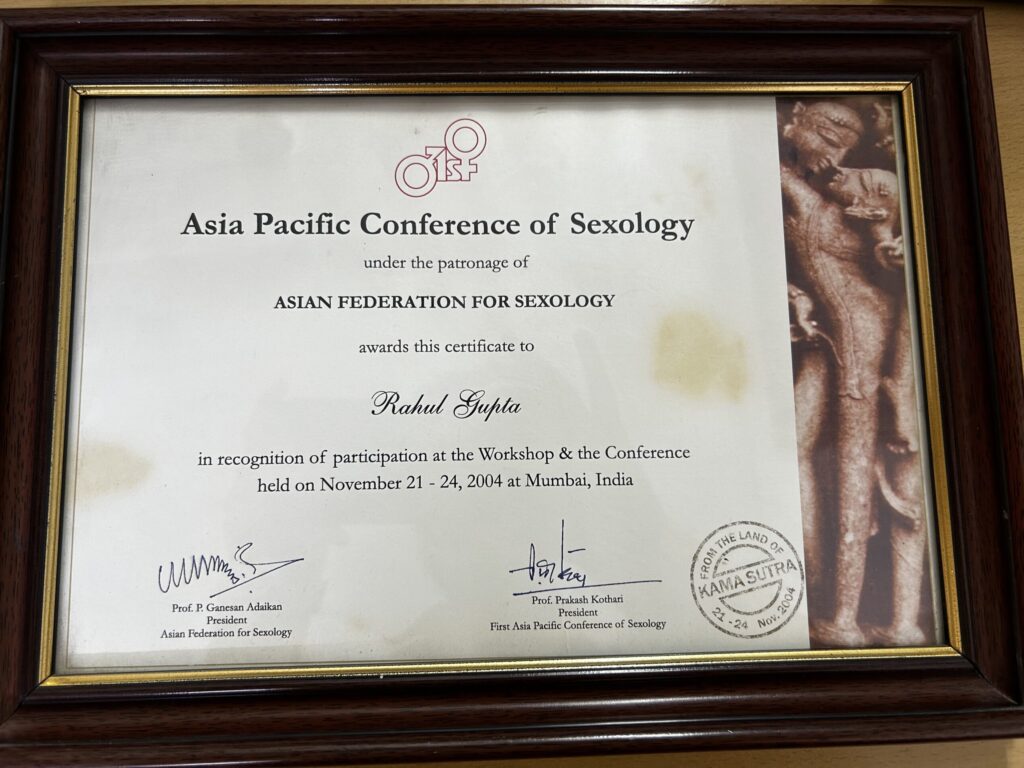 Asia Pacific Conference of Sexology
under the patronage of
ASIAN FEDERATION FOR SEXOLOGY
awards this certificate to
Rahul Gupta
in recognition of participation at the Workshop & the Conference
held on November 21 - 24, 2004 at Mumbai, India
Prof. P. Ganesan Adaikan
President
Asian Federation for Sexology
Prof. Prakash Kothari
President
First Asia Pacific Conference of Sexology
FROM THE LAND OF
KAMA SUTRA
21 - 24 Nov. 2004